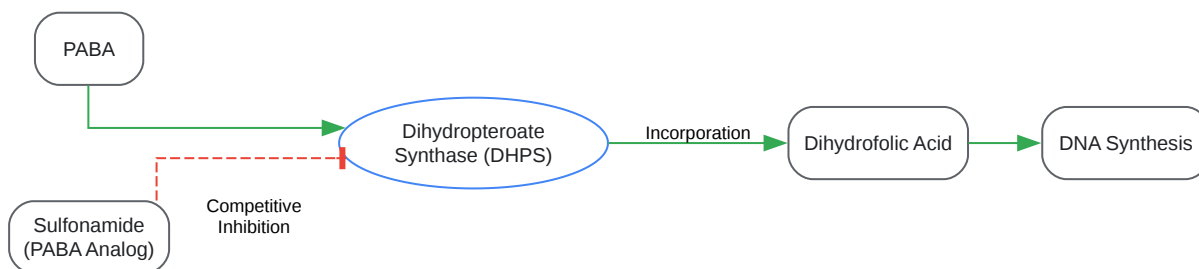 PABA
Dihydropteroate
Synthase (DHPS)
Incorporation
Dihydrofolic Acid
DNA Synthesis
Sulfonamide
(PABA Analog)
Competitive
Inhibition